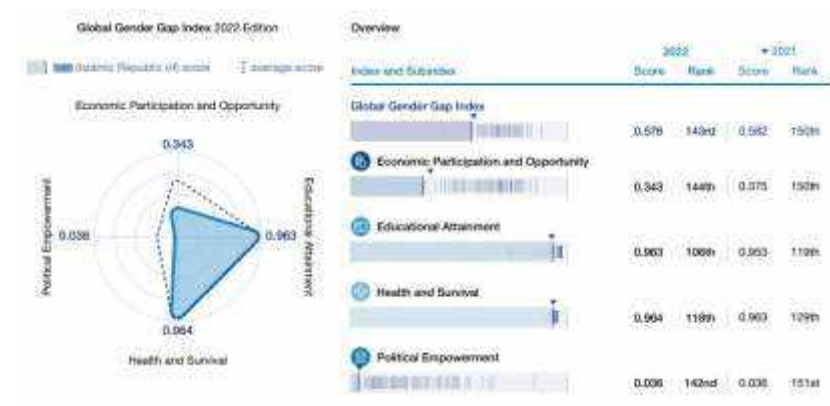 Global Gender Gap Index 2022 Edition
Islamic Republic of score average score
Economic Participation and Opportunity
0.343
Political Empowerment
0.036
0.963
Educational Attainment
0.964
Health and Survival
Overview
2022 2021
Index and Subindex Score Rank Score Rank
Global Gender Gap Index
0.576 143rd 0.582 150th
Economic Participation and Opportunity
0.343 144th 0.375 150th
Educational Attainment
0.963 106th 0.953 119th
Health and Survival
0.964 118th 0.963 129th
Political Empowerment
0.036 142nd 0.036 151st